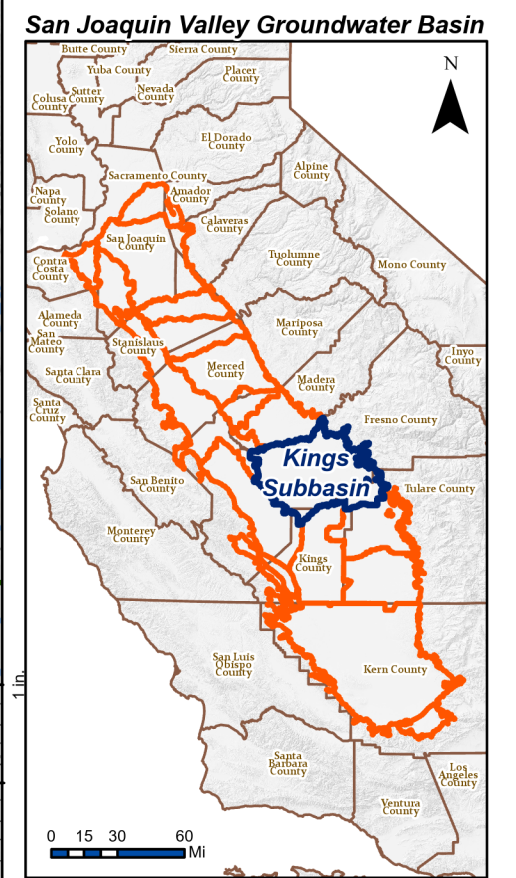 San Joaquin Valley Groundwater Basin
Butte County
Sierra County
Yuba County
Placer
County
Nevada
County
Sutter
County
Colusa
County
Yolo
County
El Dorado
County
Alpine
County
Sacramento County
Amador
County
Napa
County
Solano
County
Calaveras
County
San Joaquin
County
Tuolumne
County
Mono County
Contra
Costa
County
Alameda
County
San
Mateo
County
Stanislaus
County
Mariposa
County
Santa Clara
County
Merced
County
Madera
County
Inyo
County
Santa
Cruz
County
Fresno County
Kings
Subbasin
San Benito
County
Tulare County
Monterey
County
Kings
County
San Luis
Obispo
County
Kern County
Santa
Barbara
County
Los
Angeles
County
Ventura
County
N
1 in.
0 15 30 60
Mi